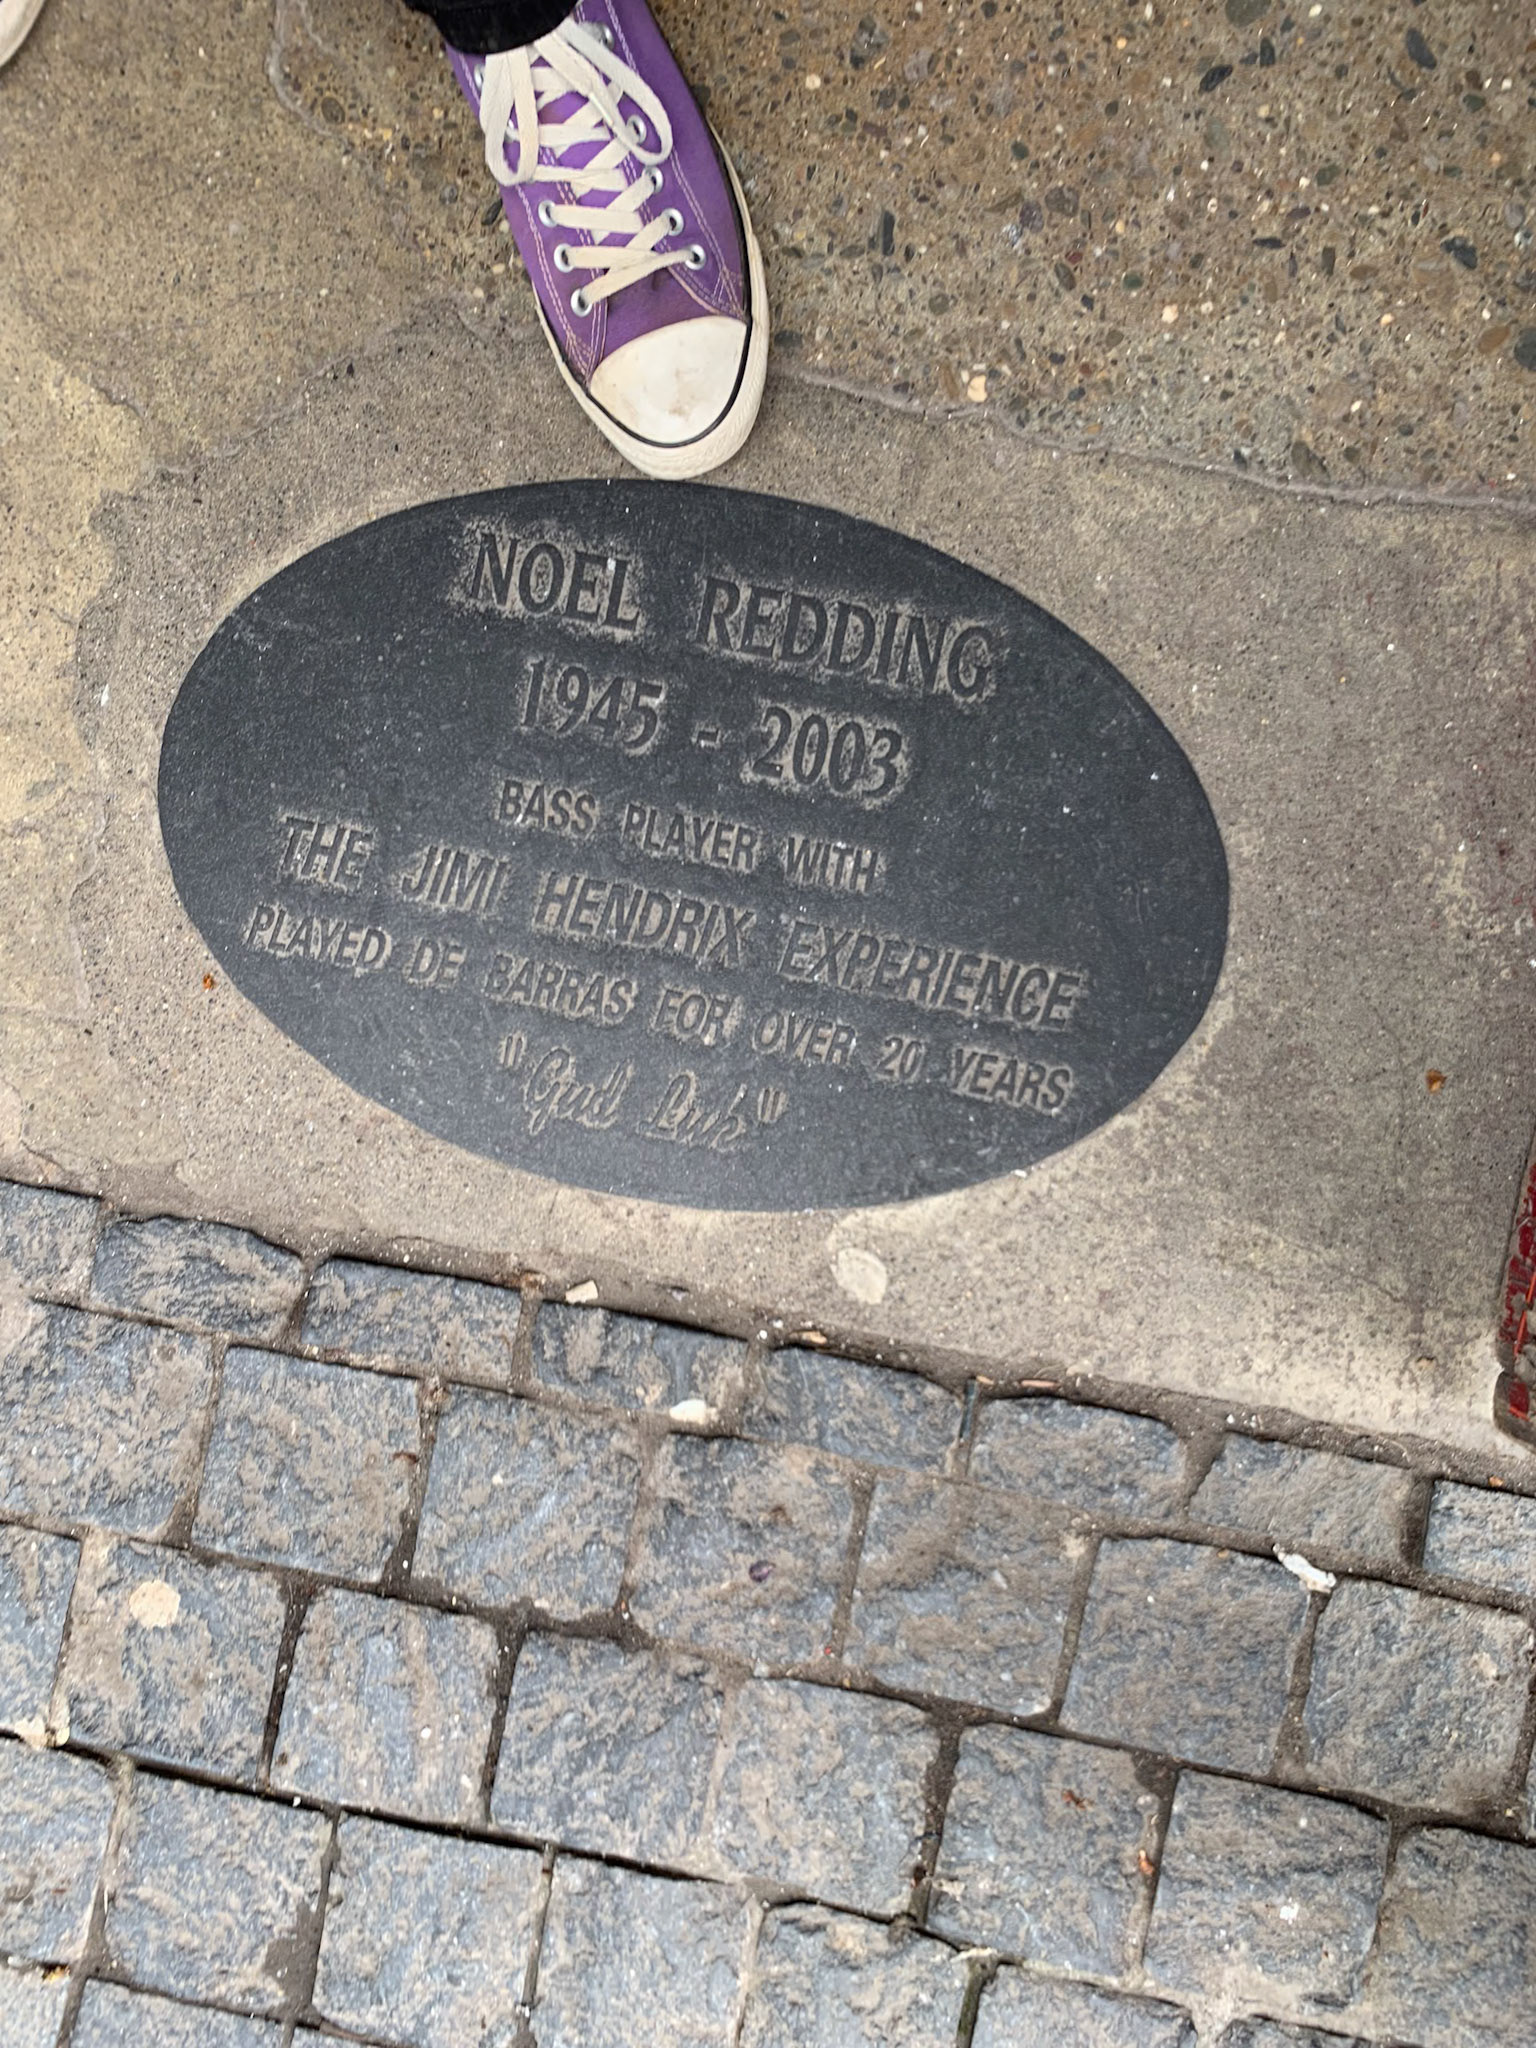 NOEL REDDING
1945 - 2003
BASS PLAYER WITH
THE JIMI HENDRIX EXPERIENCE
PLAYED DE BARRAS FOR OVER 20 YEARS
"Gud Luk"